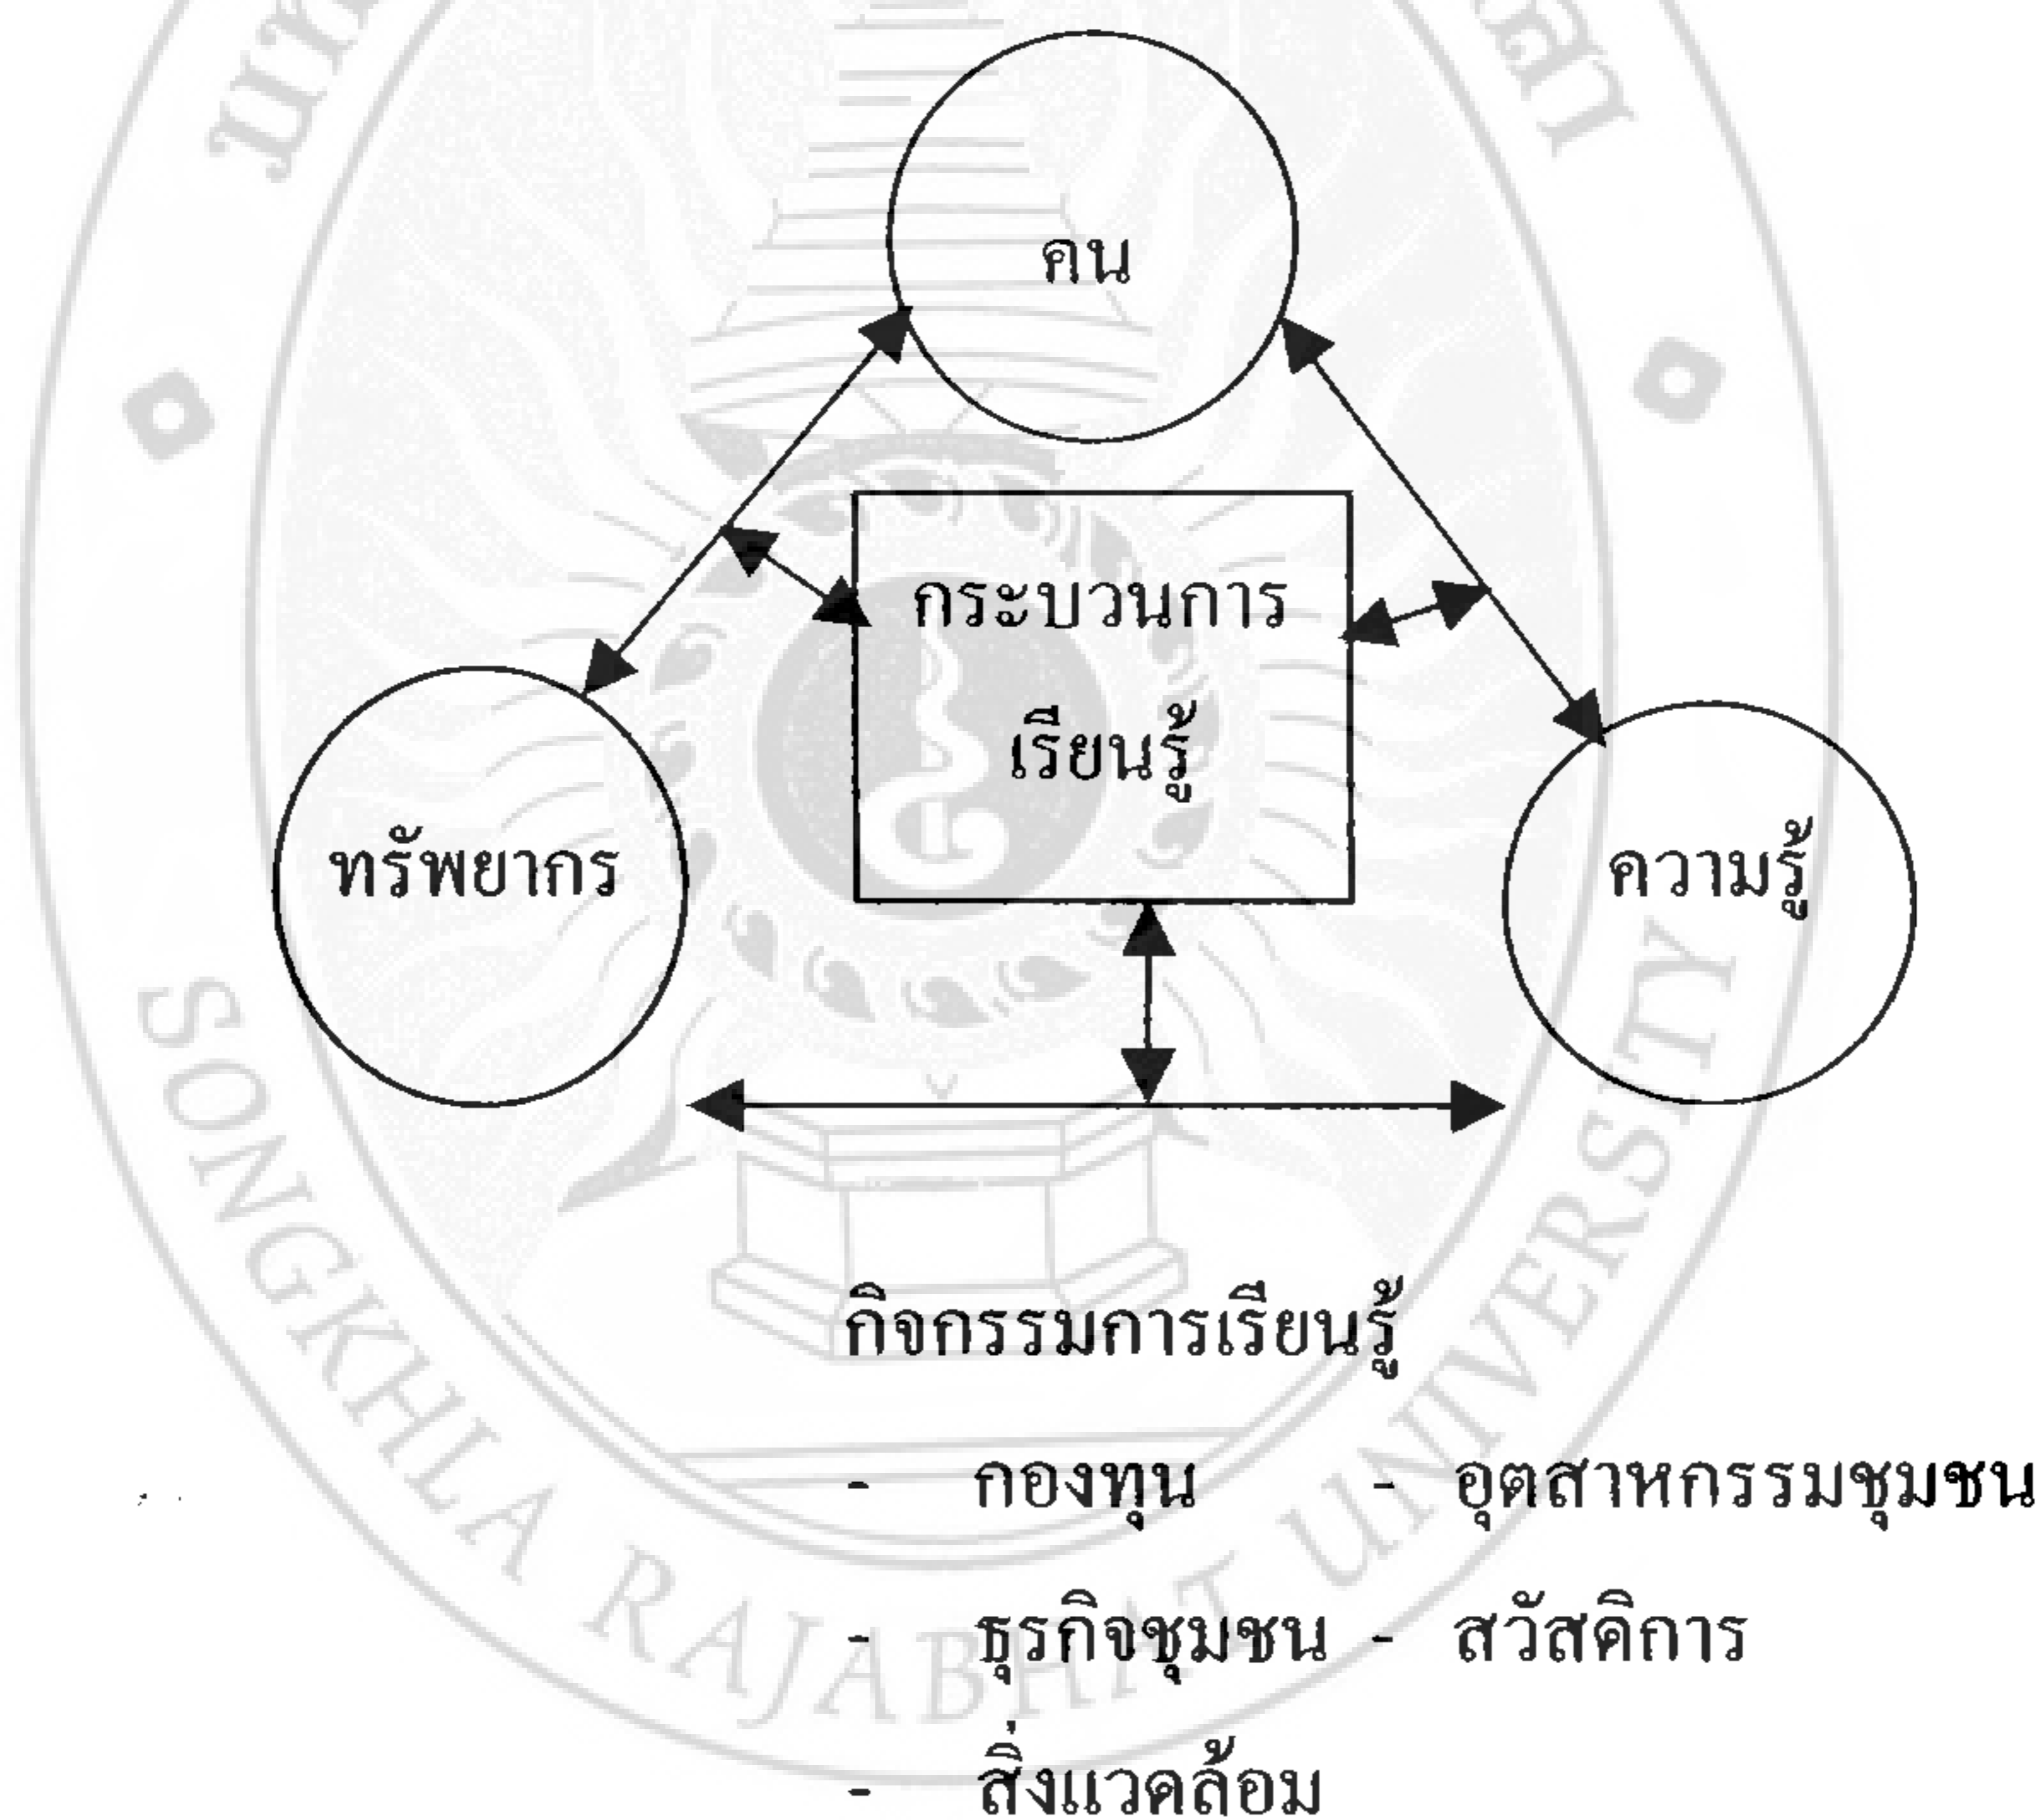 คน
กระบวนการ
เรียนรู้
ทรัพยากร
ความรู้
กิจกรรมการเรียนรู้
- กองทุน - อุตสาหกรรมชุมชน
- ธุรกิจชุมชน - สวัสดิการ
- สิ่งแวดล้อม
SONGKHLA RAJABHAT UNIVERSITY